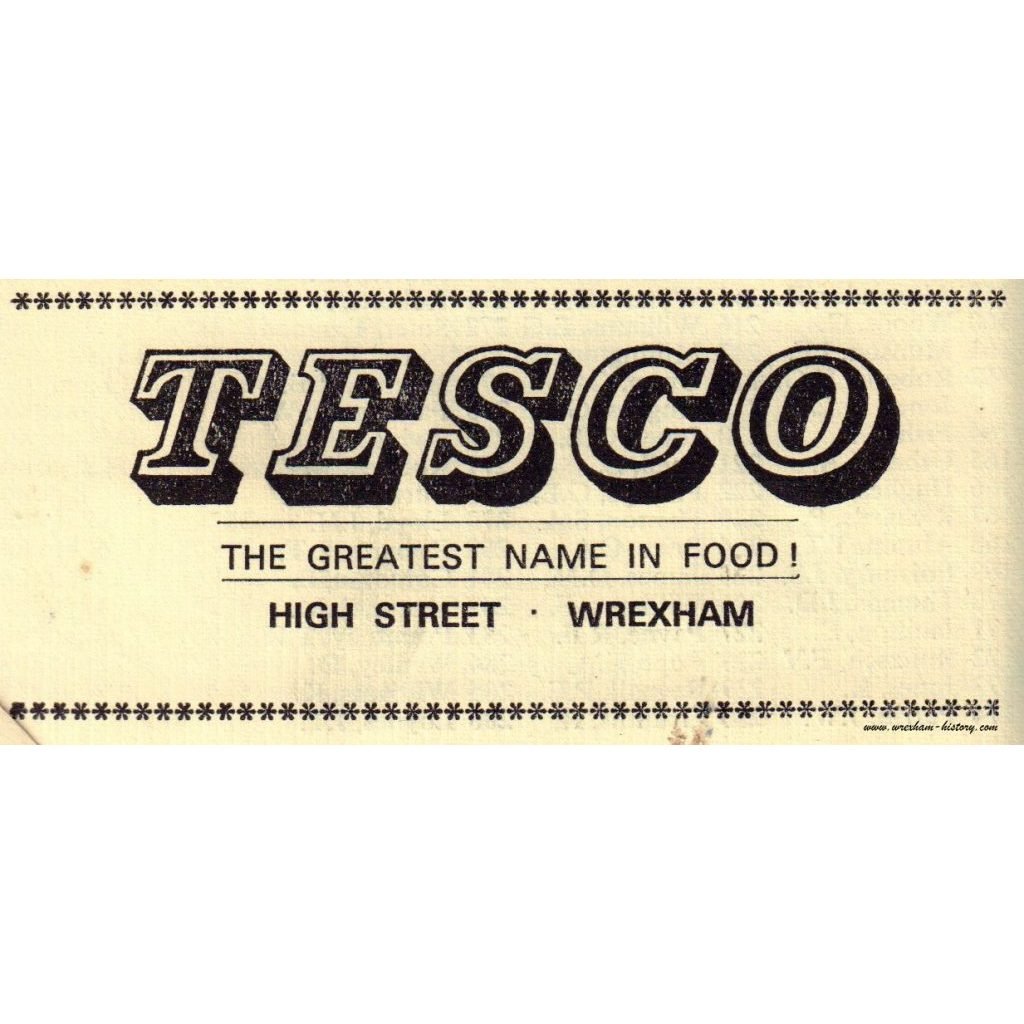 TESCO
THE GREATEST NAME IN FOOD!
HIGH STREET · WREXHAM
www.wrexham-history.com